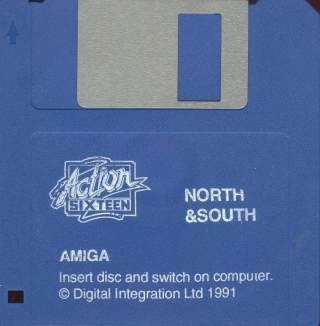 Action
SIXTEEN
NORTH
&SOUTH
AMIGA
Insert disc and switch on computer.
© Digital Integration Ltd 1991